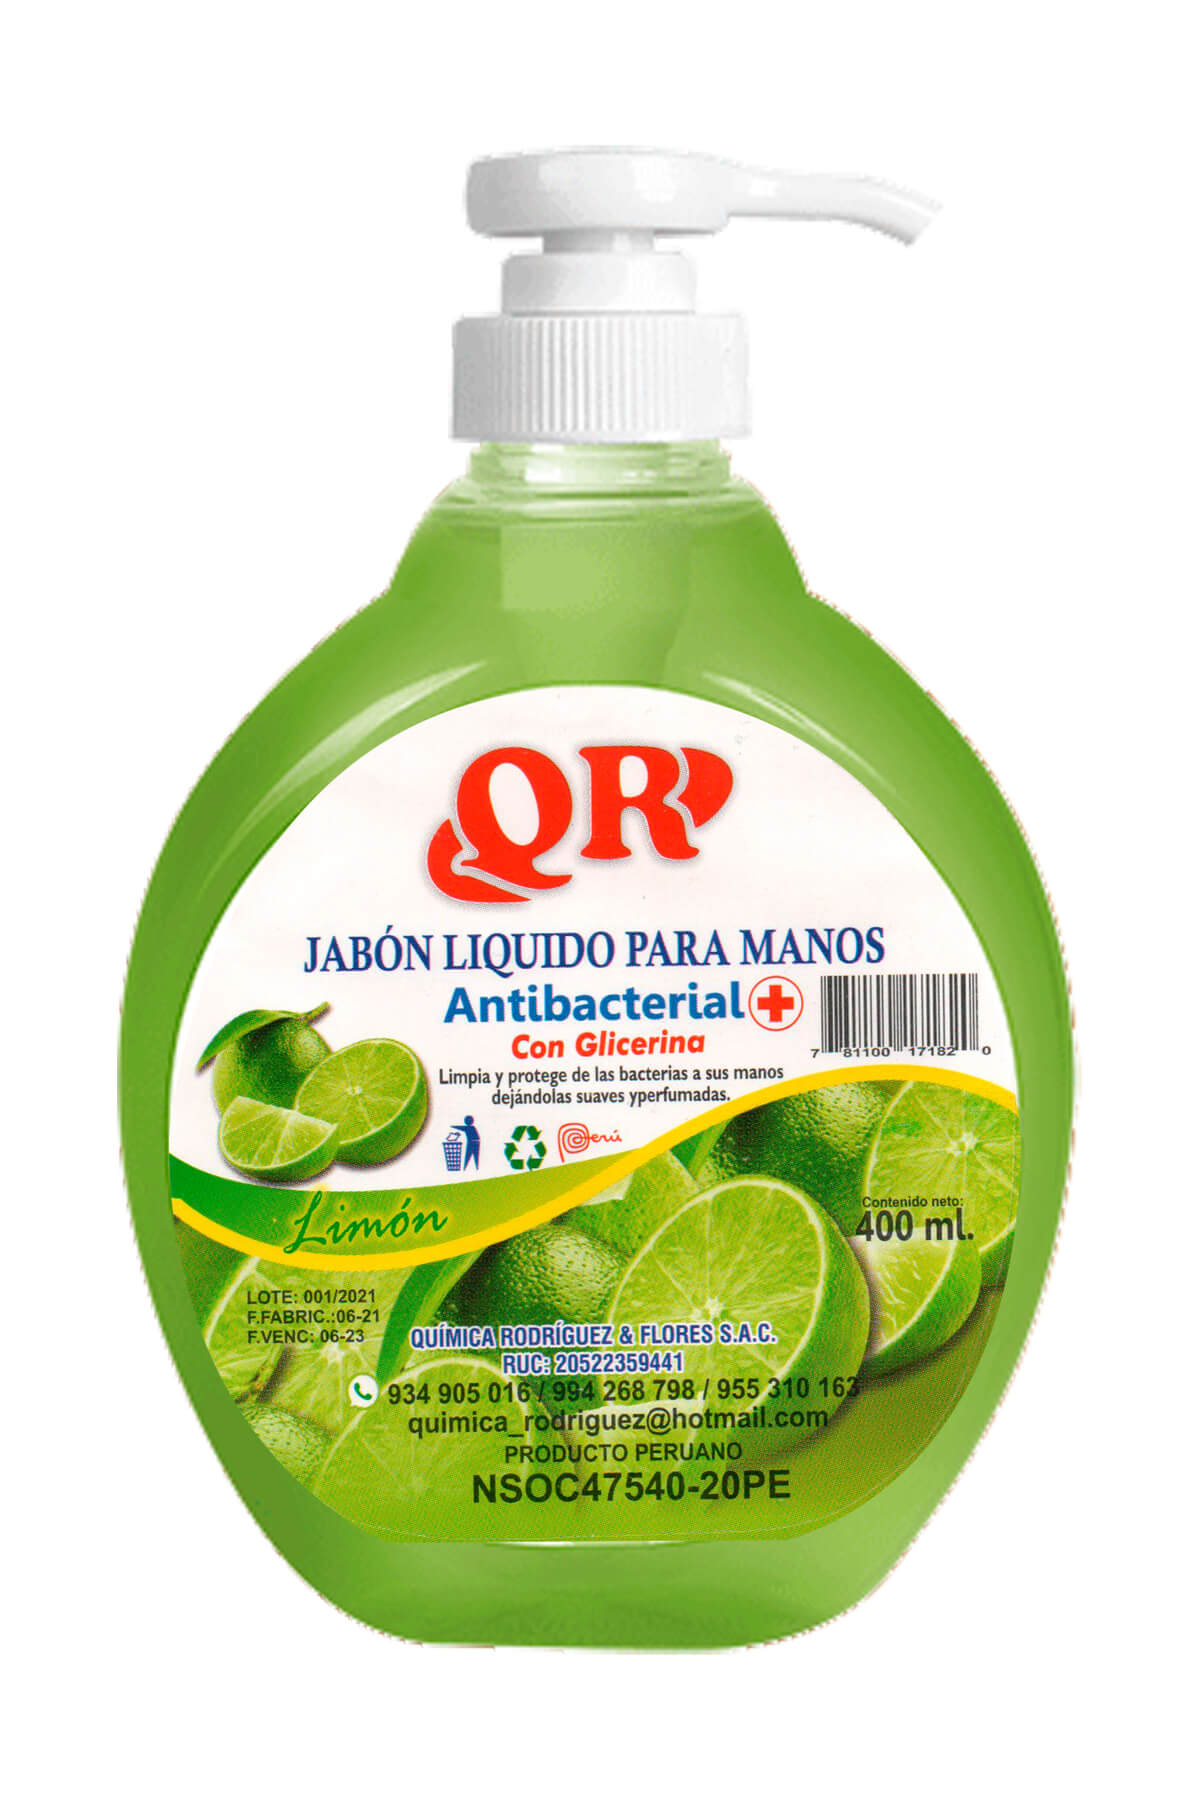 QR
JABÓN LIQUIDO PARA MANOS
Antibacterial
Con Glicerina
Limpia y protege de las bacterias a sus manos
dejándolas suaves yperfumadas.
7 81100 17182 0
Perú
Limón
Contenido neto:
400 ml.
LOTE: 001/2021
F.FABRIC.:06-21
F.VENC: 06-23
QUÍMICA RODRÍGUEZ & FLORES S.A.C.
RUC: 20522359441
934 905 016 / 994 268 798 / 955 310 163
quimica_rodriguez@hotmail.com
PRODUCTO PERUANO
NSOC47540-20PE